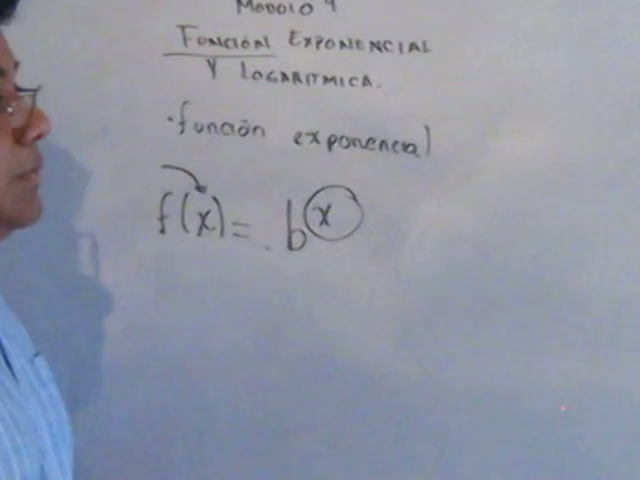 MODULO 4
FUNCIÓN EXPONENCIAL
Y LOGARITMICA.
·función exponencial
f(x)= b^x